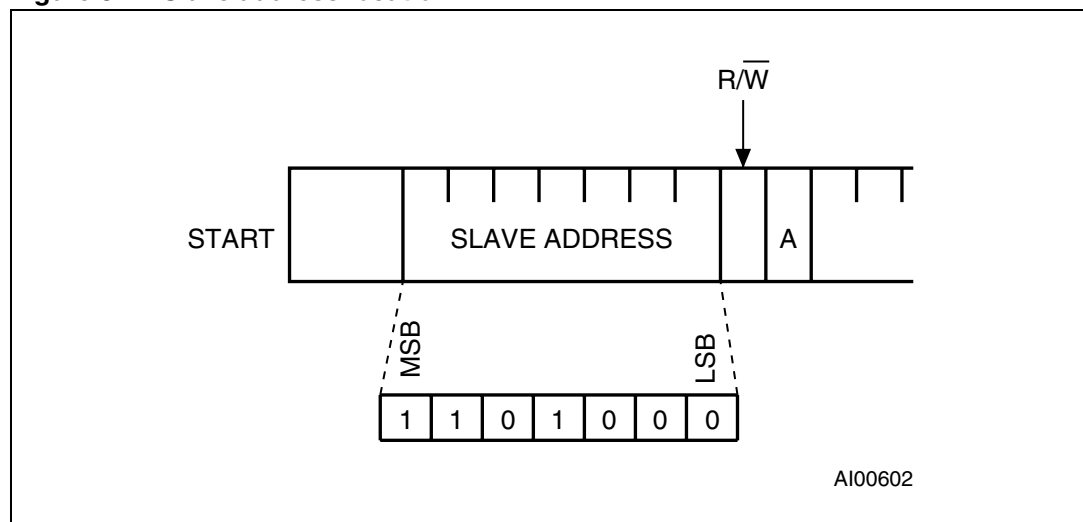 R/W̅
START
SLAVE ADDRESS
A
MSB
LSB
1 1 0 1 0 0 0
AI00602